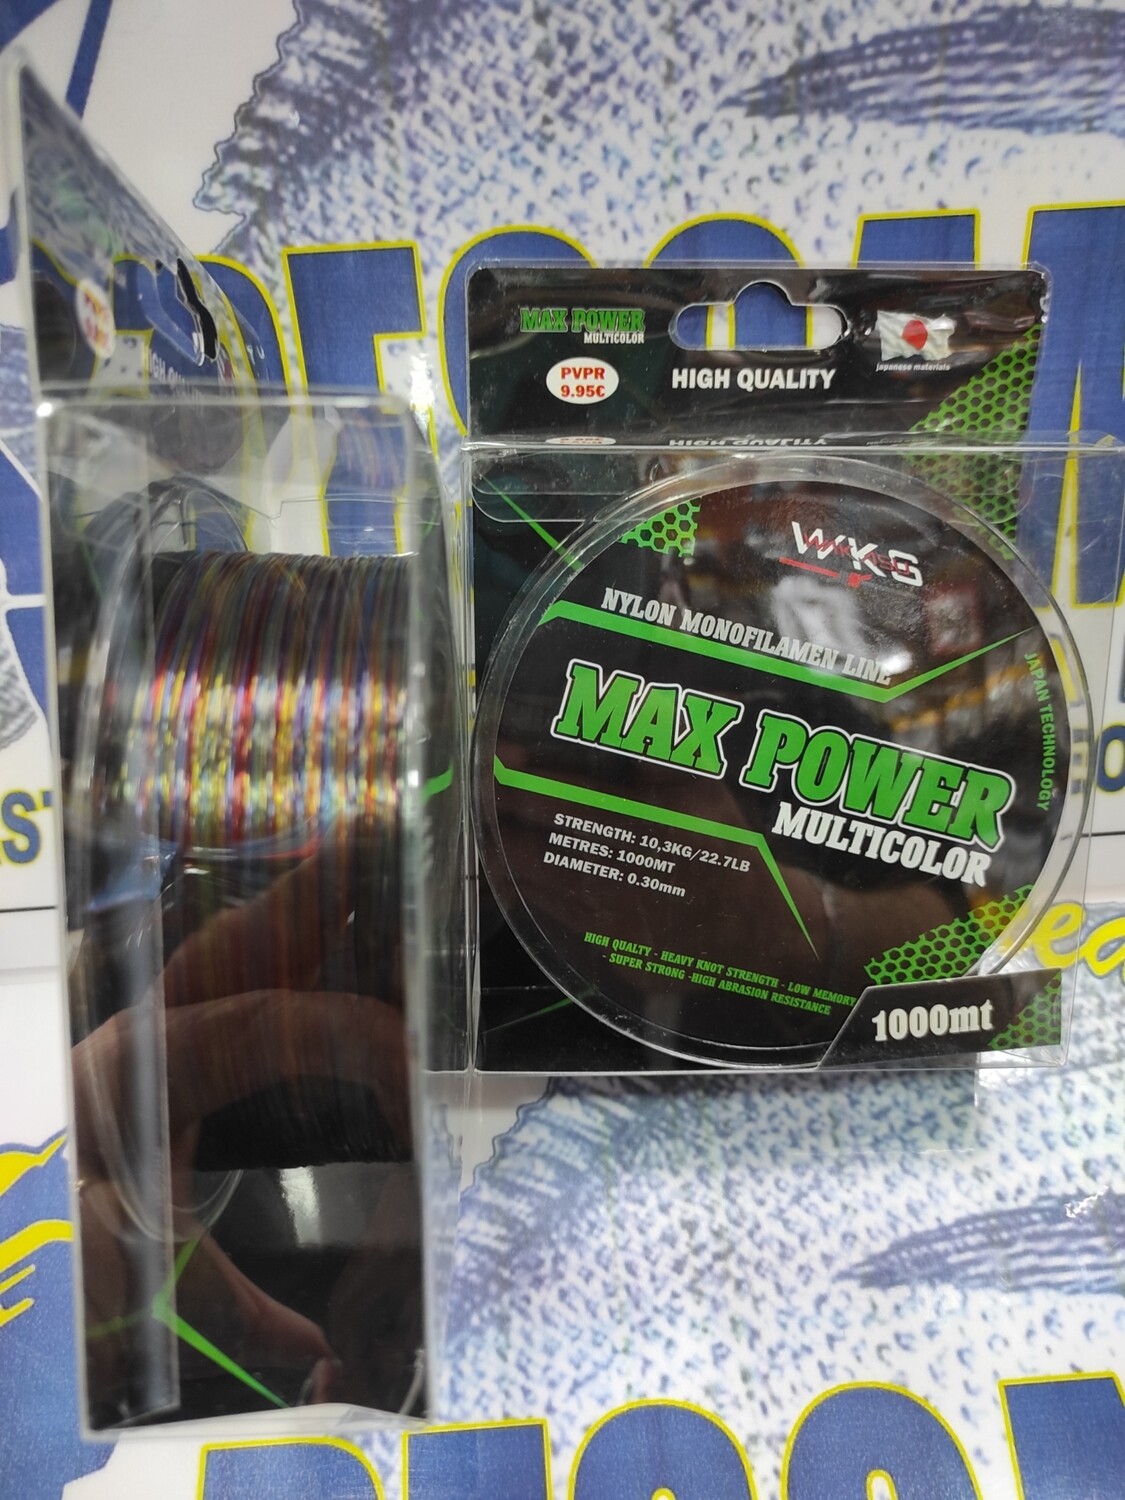 MAX POWER
MULTICOLOR
PVPR
9.95€
HIGH QUALITY
japanese materials
WKS
NYLON MONOFILAMEN LINE
MAX POWER
MULTICOLOR
JAPAN TECHNOLOGY
STRENGTH: 10,3KG/22.7LB
METRES: 1000MT
DIAMETER: 0.30mm
HIGH QUALTY - HEAVY KNOT STRENGTH - LOW MEMORY
- SUPER STRONG -HIGH ABRASION RESISTANCE
1000mt